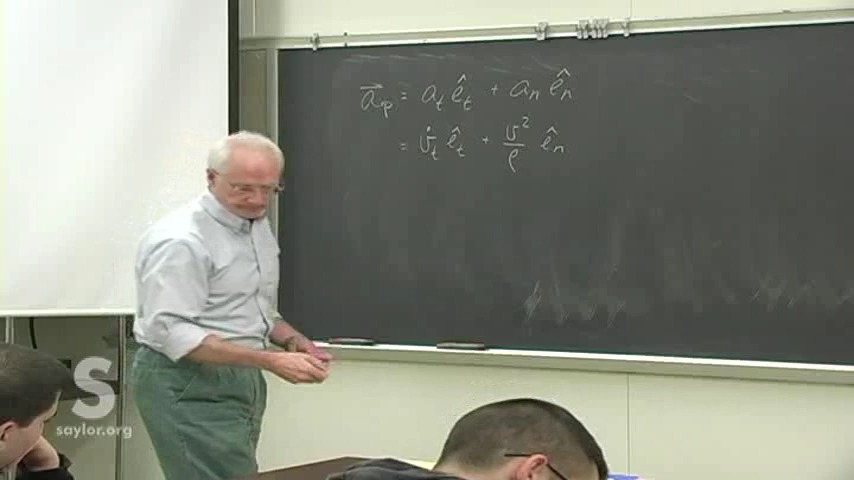 a⃗ₚ = aₜ êₜ + aₙ êₙ
= v̇ₜ êₜ + v²/ρ êₙ
S
saylor.org